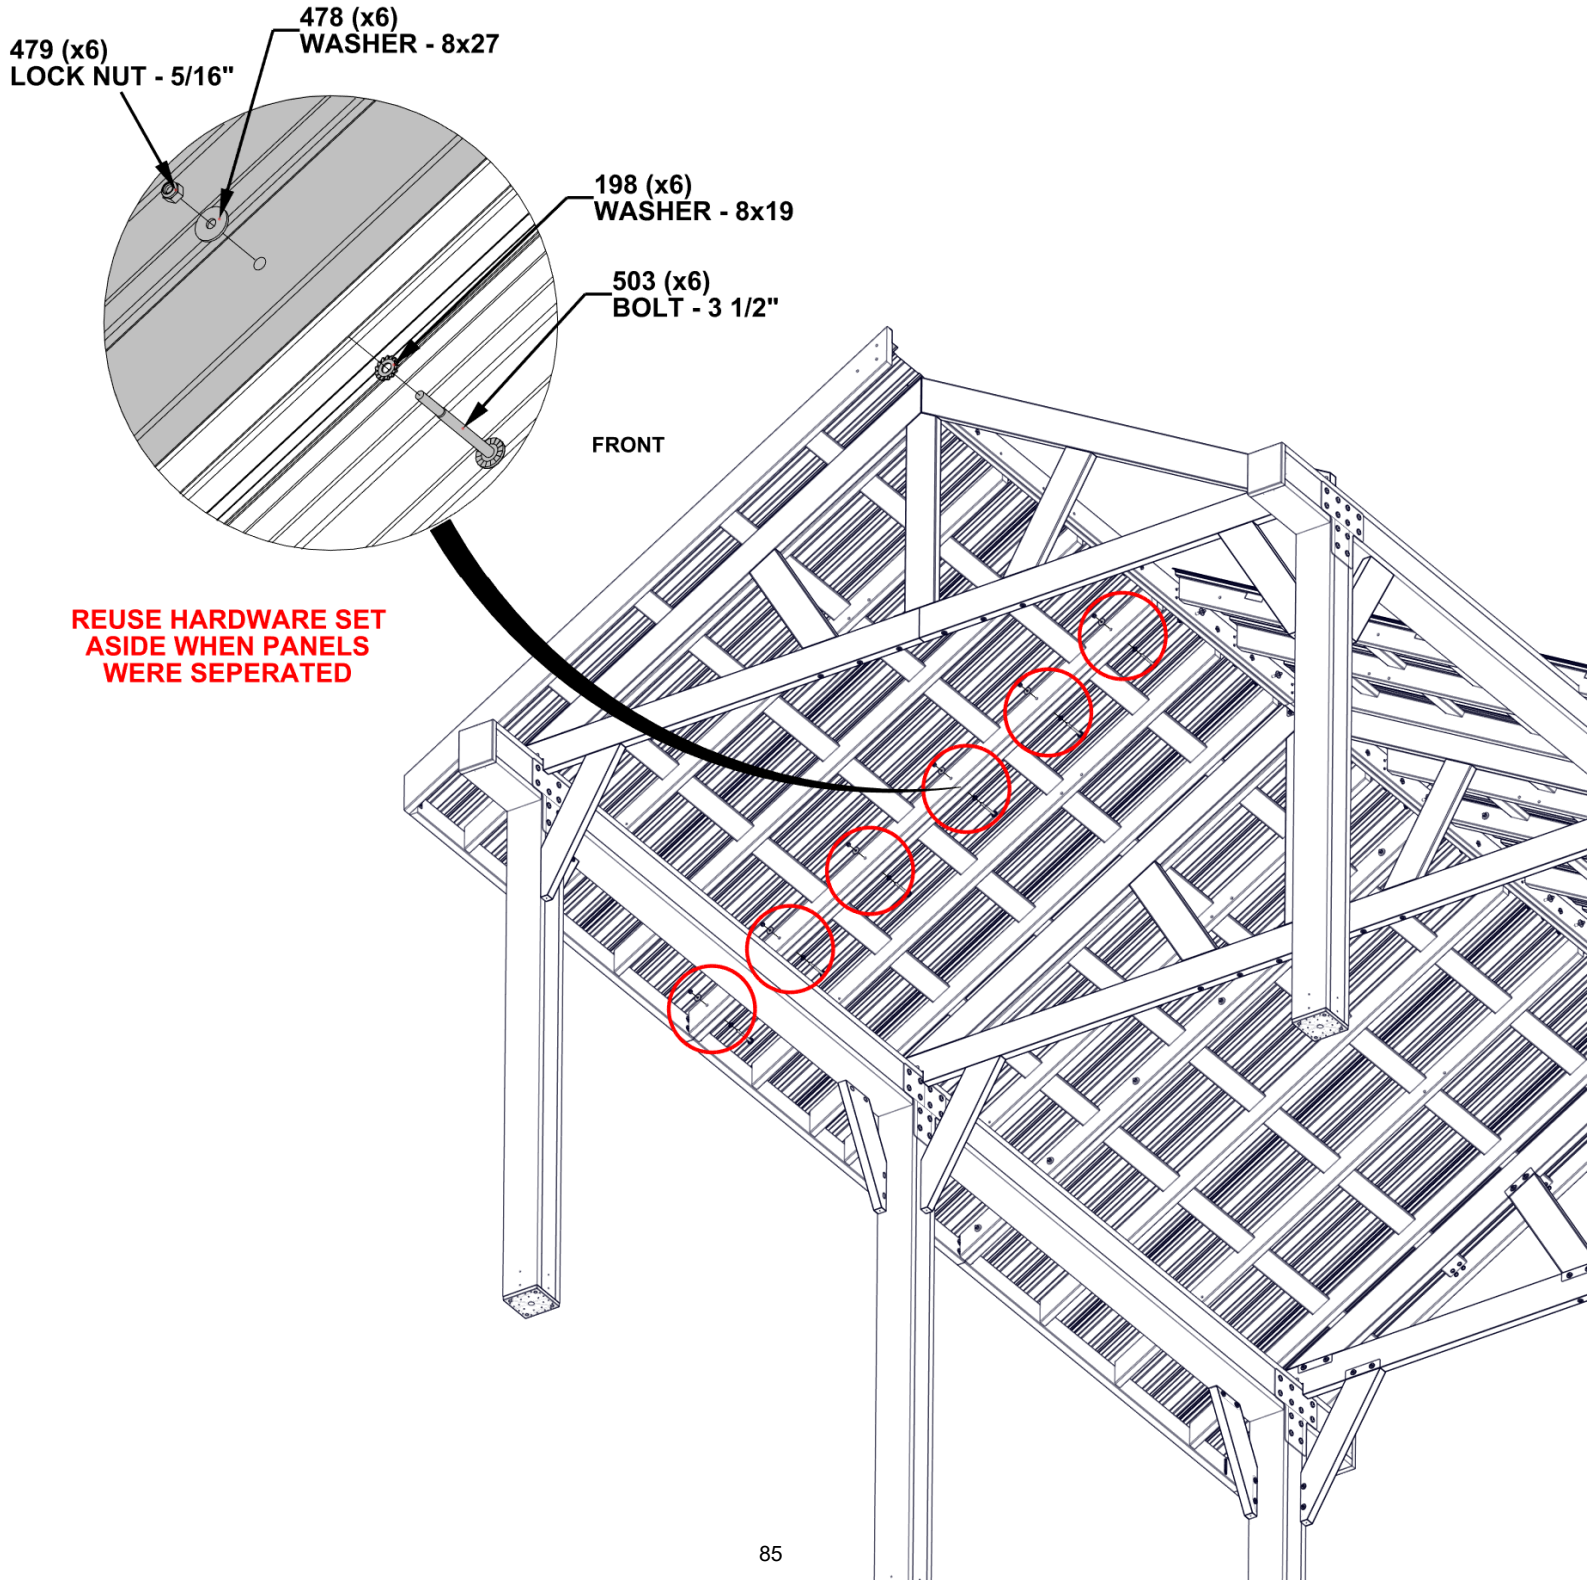 478 (x6)
WASHER - 8x27
479 (x6)
LOCK NUT - 5/16"
198 (x6)
WASHER - 8x19
503 (x6)
BOLT - 3 1/2"
FRONT
REUSE HARDWARE SET
ASIDE WHEN PANELS
WERE SEPERATED
85